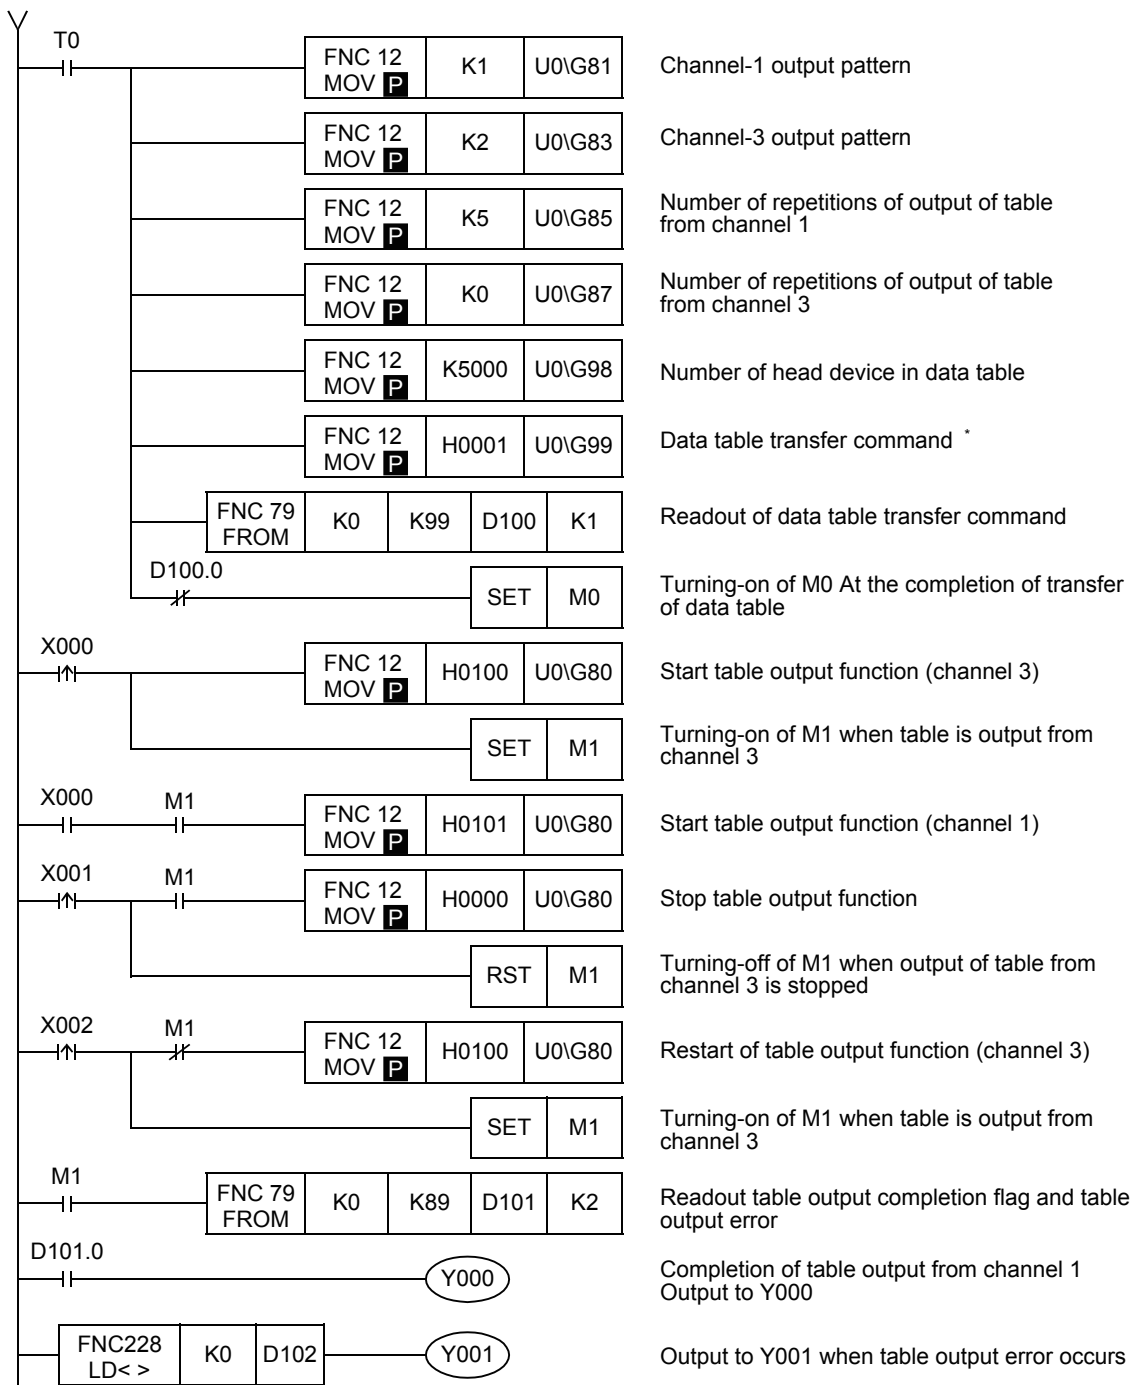 T0
FNC 12
MOV P
K1
U0\G81
Channel-1 output pattern
FNC 12
MOV P
K2
U0\G83
Channel-3 output pattern
FNC 12
MOV P
K5
U0\G85
Number of repetitions of output of table
from channel 1
FNC 12
MOV P
K0
U0\G87
Number of repetitions of output of table
from channel 3
FNC 12
MOV P
K5000
U0\G98
Number of head device in data table
FNC 12
MOV P
H0001
U0\G99
Data table transfer command *
FNC 79
FROM
K0
K99
D100
K1
Readout of data table transfer command
D100.0
SET
M0
Turning-on of M0 At the completion of transfer
of data table
X000
FNC 12
MOV P
H0100
U0\G80
Start table output function (channel 3)
SET
M1
Turning-on of M1 when table is output from
channel 3
X000
M1
FNC 12
MOV P
H0101
U0\G80
Start table output function (channel 1)
X001
M1
FNC 12
MOV P
H0000
U0\G80
Stop table output function
RST
M1
Turning-off of M1 when output of table from
channel 3 is stopped
X002
M1
FNC 12
MOV P
H0100
U0\G80
Restart of table output function (channel 3)
SET
M1
Turning-on of M1 when table is output from
channel 3
M1
FNC 79
FROM
K0
K89
D101
K2
Readout table output completion flag and table
output error
D101.0
Y000
Completion of table output from channel 1
Output to Y000
FNC228
LD< >
K0
D102
Y001
Output to Y001 when table output error occurs